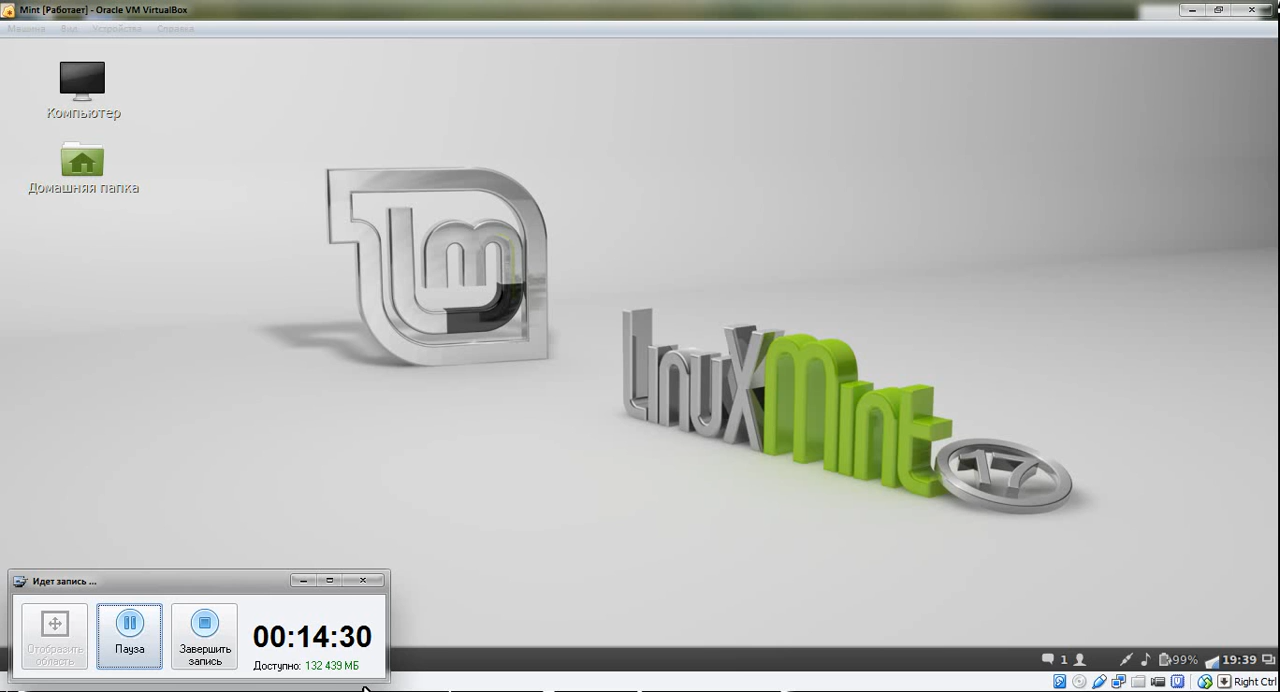 Mint [Работает] - Oracle VM VirtualBox
Машина Вид Устройства Справка
Компьютер
Домашняя папка
lm
LinuxMint
17
Идет запись ...
Отобразить область
Пауза
Завершить запись
00:14:30
Доступно: 132 439 МБ
1
99%
19:39
Right Ctrl